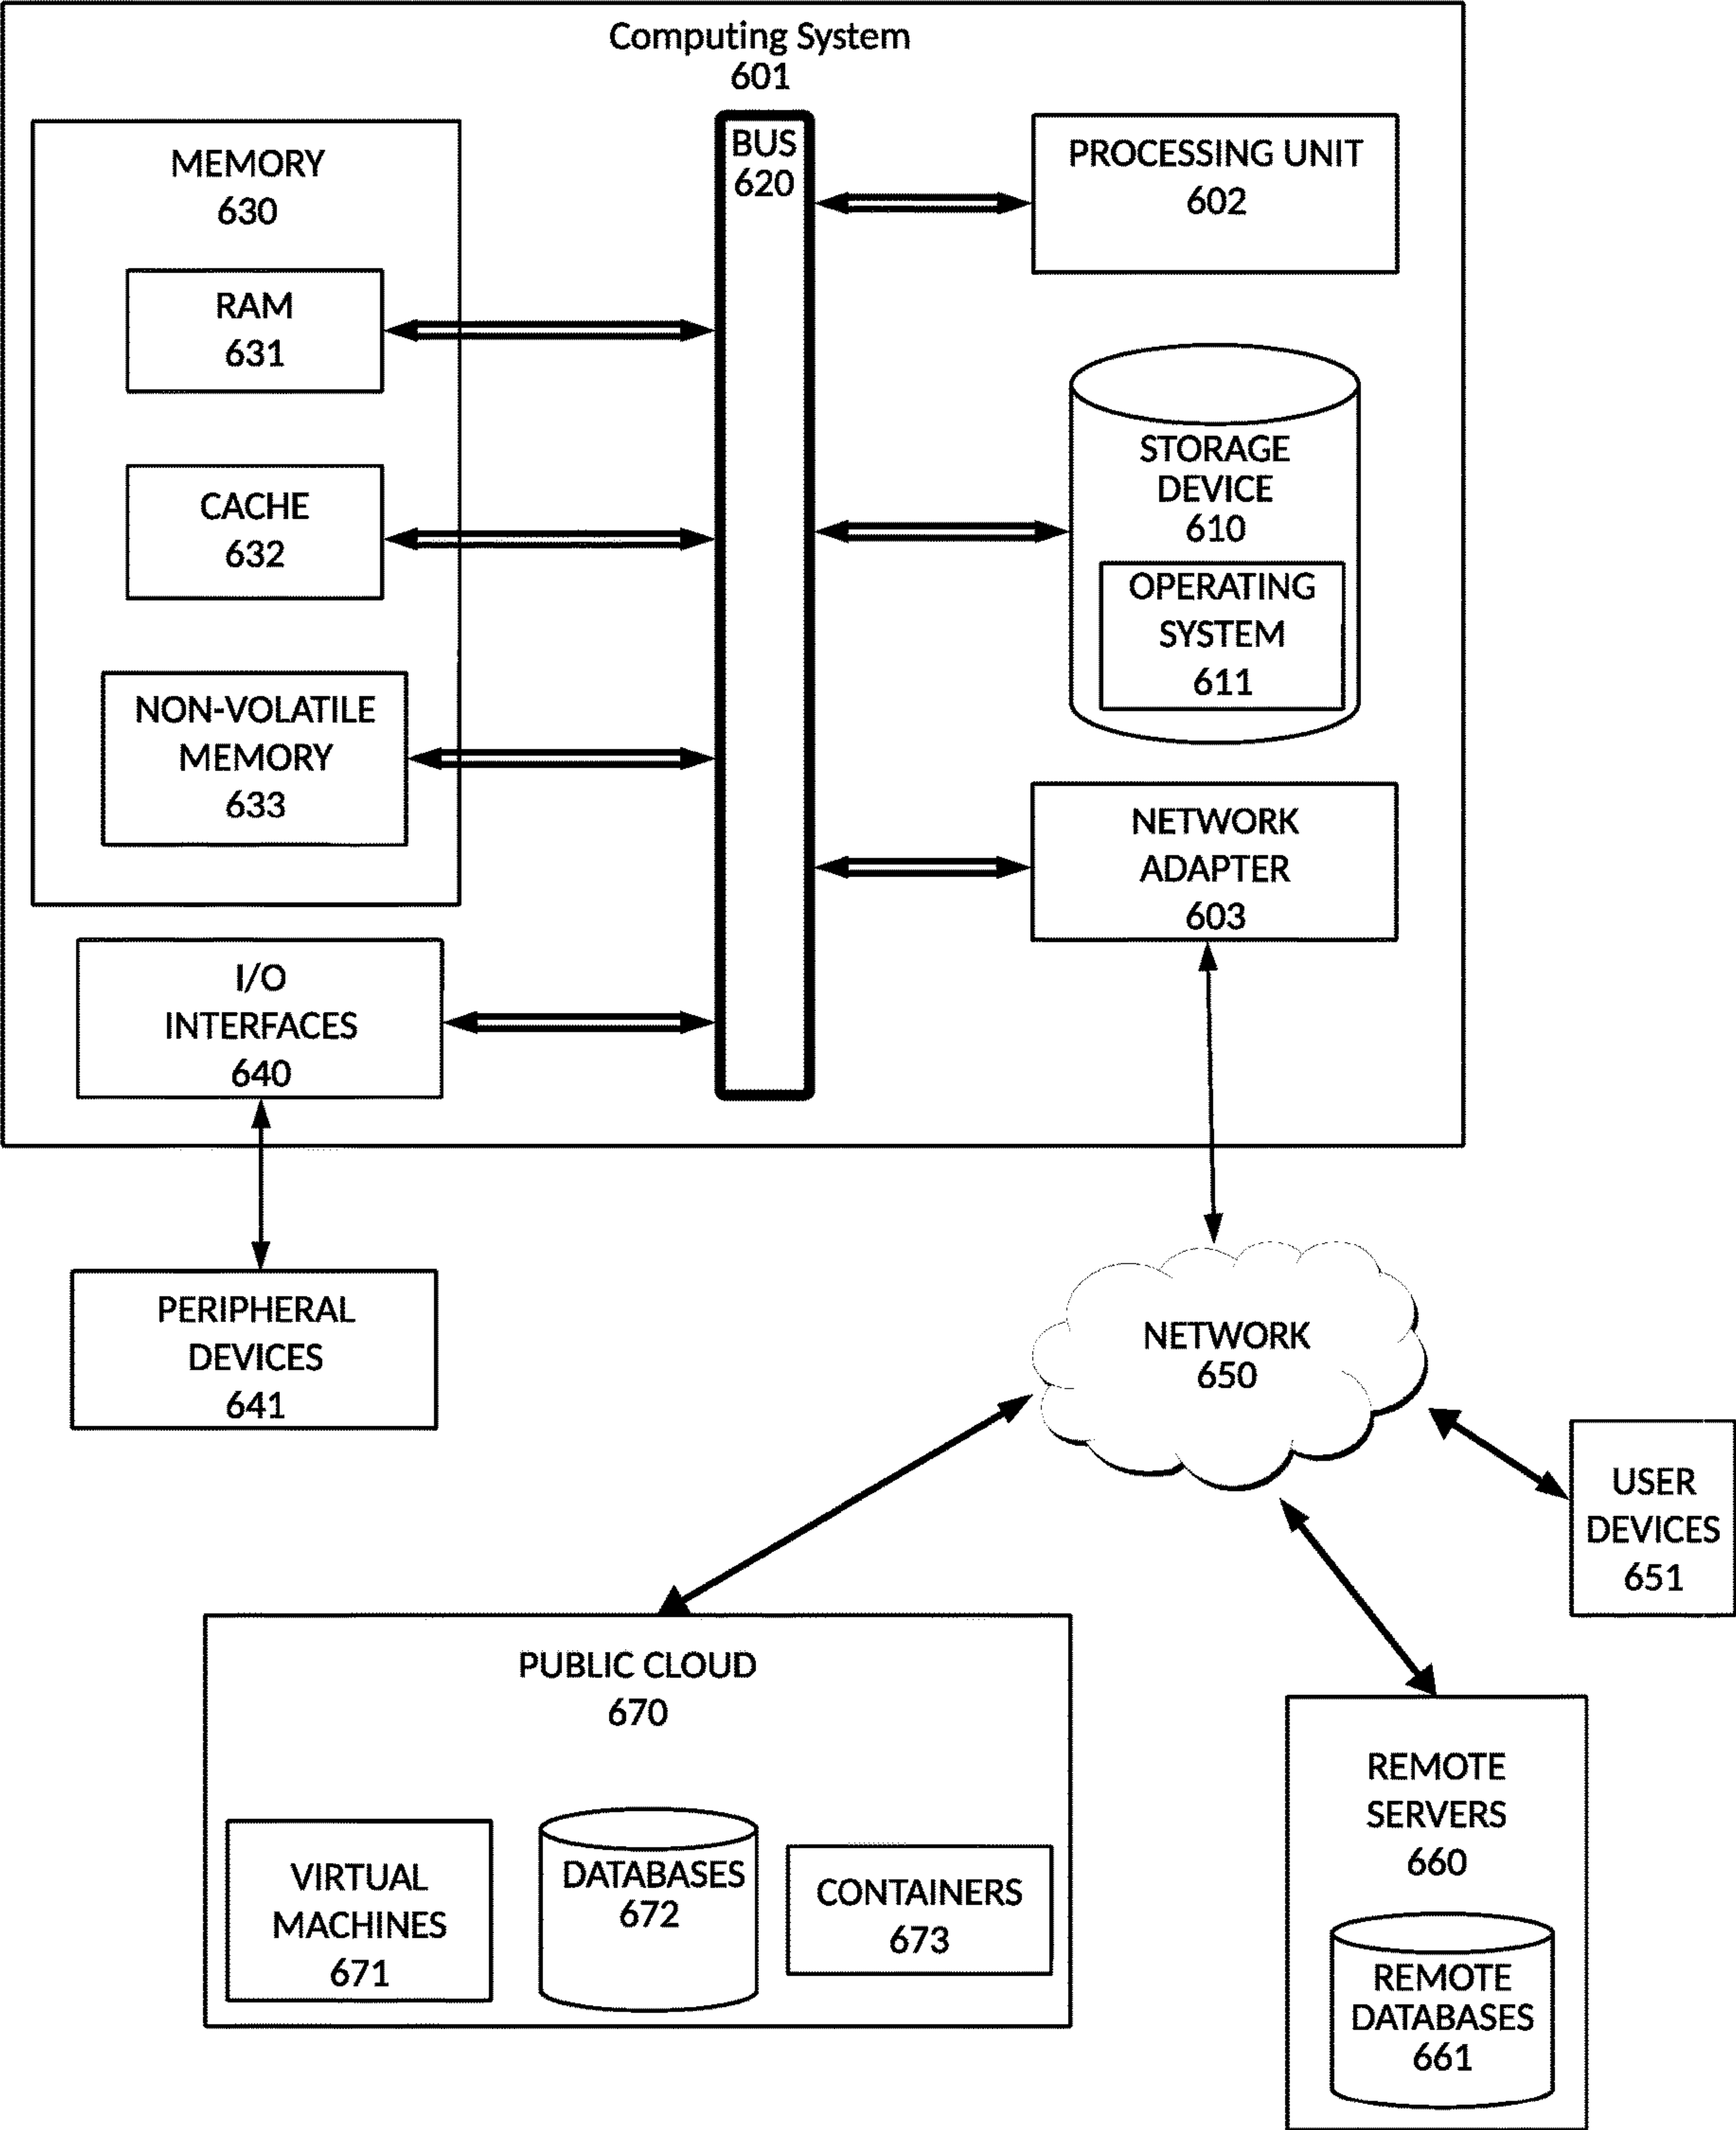 Computing System
601
MEMORY
630
RAM
631
CACHE
632
NON-VOLATILE
MEMORY
633
I/O
INTERFACES
640
BUS
620
PROCESSING UNIT
602
STORAGE
DEVICE
610
OPERATING
SYSTEM
611
NETWORK
ADAPTER
603
PERIPHERAL
DEVICES
641
NETWORK
650
USER
DEVICES
651
PUBLIC CLOUD
670
VIRTUAL
MACHINES
671
DATABASES
672
CONTAINERS
673
REMOTE
SERVERS
660
REMOTE
DATABASES
661